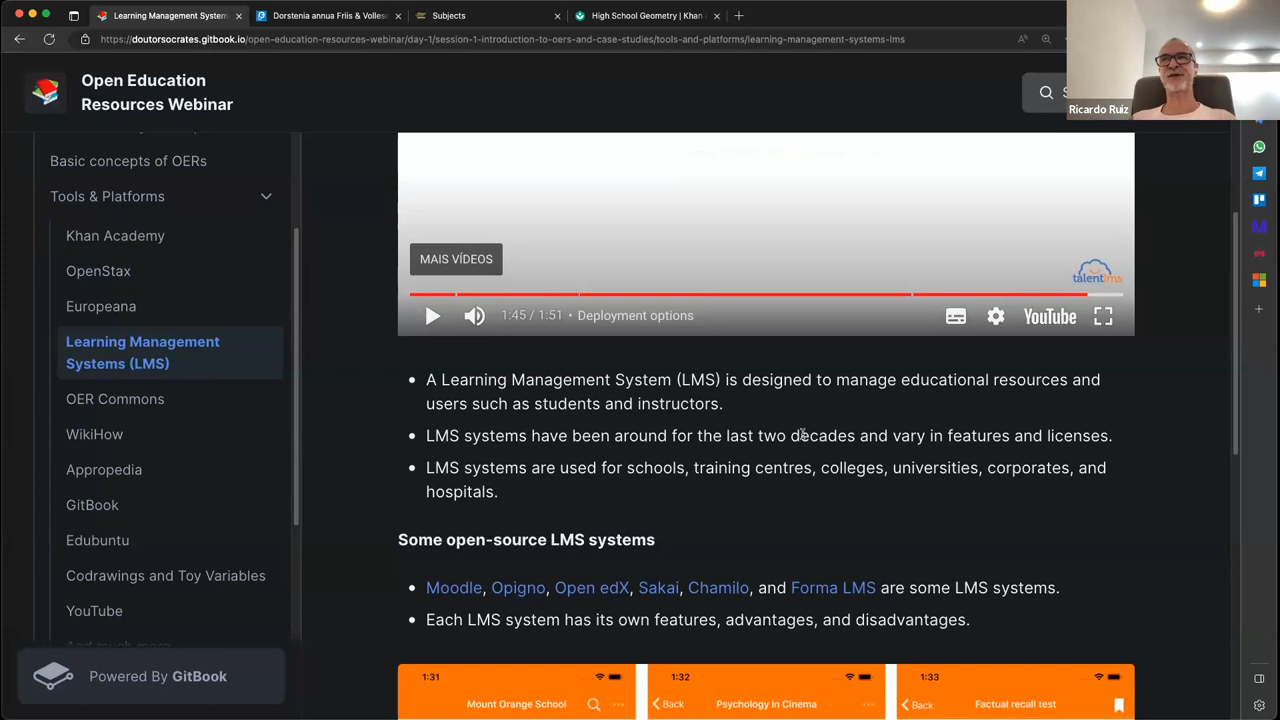 Learning Management Systems
Dorstenia annua Friis & Vollese
Subjects
High School Geometry | Khan
https://doutorsocrates.gitbook.io/open-education-resources-webinar/day-1/session-1-introduction-to-oers-and-case-studies/tools-and-platforms/learning-management-systems-lms
Open Education
Resources Webinar
S
Ricardo Ruiz
Basic concepts of OERs
Tools & Platforms
Khan Academy
OpenStax
Europeana
Learning Management
Systems (LMS)
OER Commons
WikiHow
Appropedia
GitBook
Edubuntu
Codrawings and Toy Variables
YouTube
And much more
Powered By GitBook
MAIS VÍDEOS
talentlms
1:45 / 1:51 • Deployment options
YouTube
• A Learning Management System (LMS) is designed to manage educational resources and
users such as students and instructors.
• LMS systems have been around for the last two decades and vary in features and licenses.
• LMS systems are used for schools, training centres, colleges, universities, corporates, and
hospitals.
Some open-source LMS systems
• Moodle, Opigno, Open edX, Sakai, Chamilo, and Forma LMS are some LMS systems.
• Each LMS system has its own features, advantages, and disadvantages.
1:31
Mount Orange School
1:32
Back
Psychology in Cinema
1:33
Back
Factual recall test